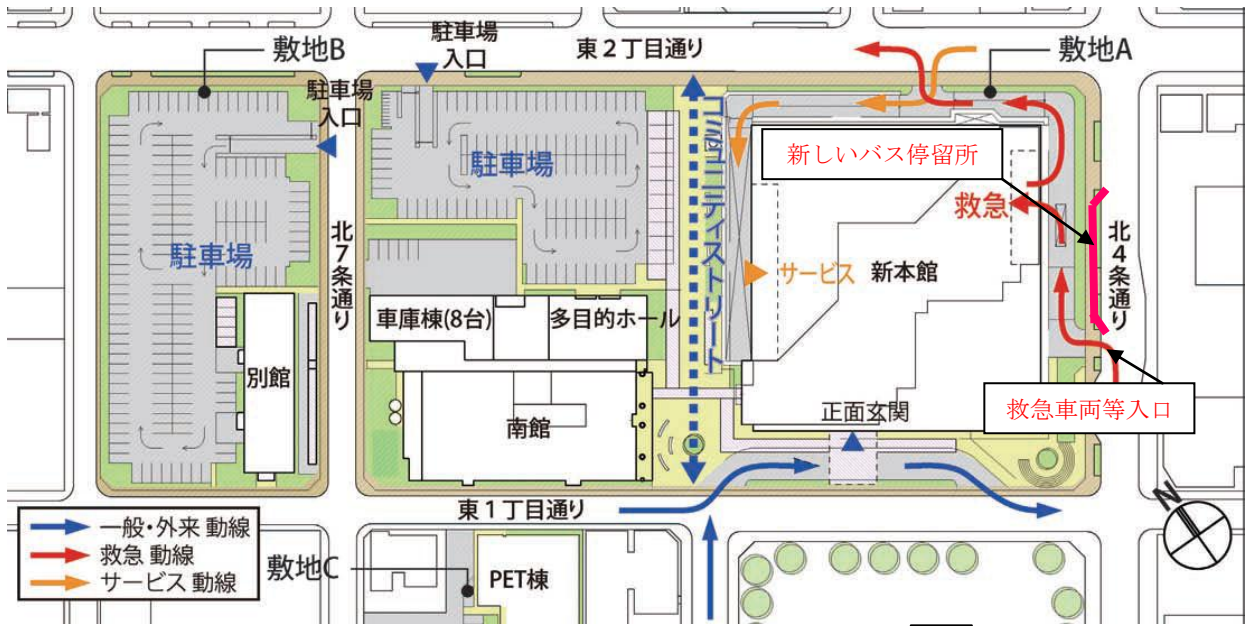 駐車場
入口
東2丁目通り
敷地B
敷地A
駐車場
入口
新しいバス停留所
駐車場
コミュニティストリート
救急
北7条通り
北4条通り
駐車場
サービス
新本館
車庫棟(8台)
多目的ホール
別館
救急車両等入口
正面玄関
南館
東1丁目通り
N
一般・外来 動線
救急 動線
サービス 動線
敷地C
PET棟